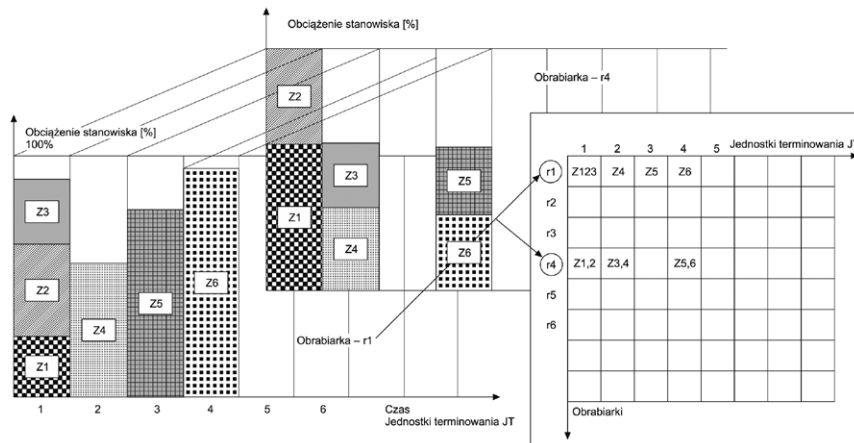 Obciążenie stanowiska [%]
Z2
Z1
Z3
Z4
Z5
Z6
Obrabiarka – r4
Obciążenie stanowiska [%]
100%
Z3
Z2
Z1
Z4
Z5
Z6
Obrabiarka – r1
1 2 3 4 5 6 Czas
Jednostki terminowania JT
1 2 3 4 5 Jednostki terminowania JT
r1 Z123 Z4 Z5 Z6
r2
r3
r4 Z1,2 Z3,4 Z5,6
r5
r6
Obrabiarki